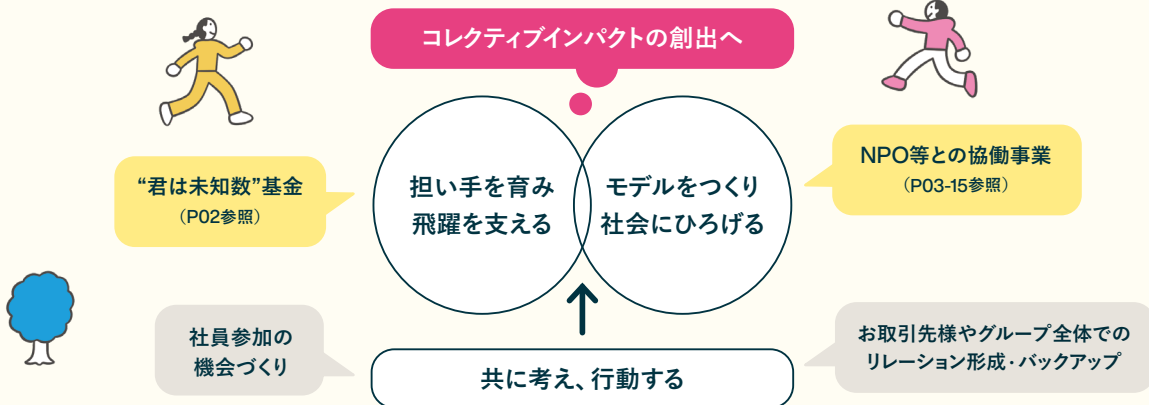 コレクティブインパクトの創出へ
“君は未知数”基金
（P02参照）
担い手を育み
飛躍を支える
モデルをつくり
社会にひろげる
NPO等との協働事業
（P03-15参照）
社員参加の
機会づくり
共に考え、行動する
お取引先様やグループ全体での
リレーション形成・バックアップ